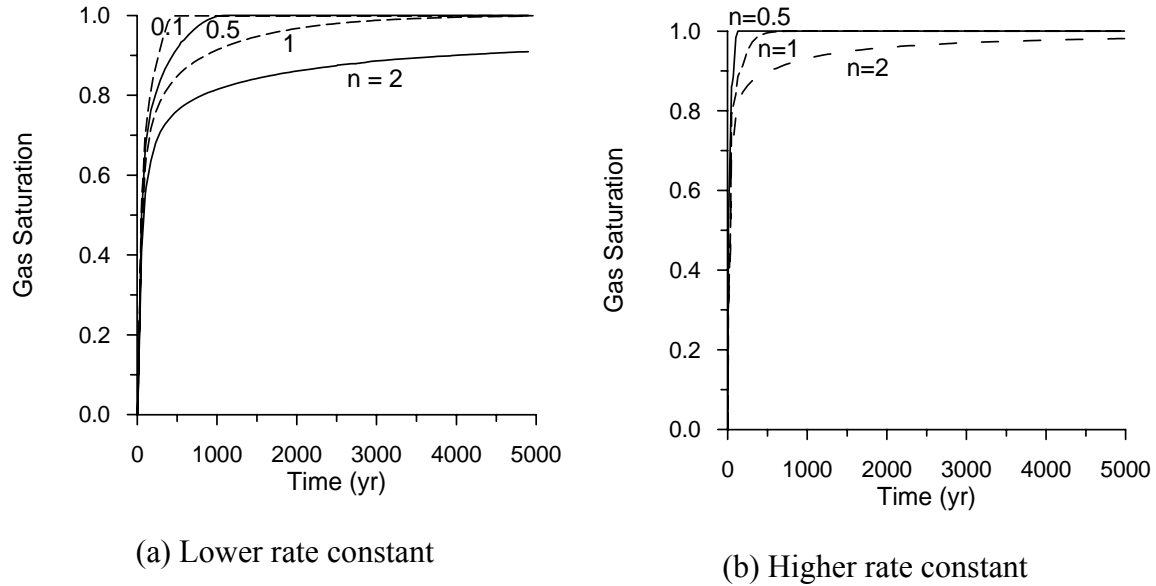 1.0
0.8
0.6
0.4
0.2
0.0
Gas Saturation
0.1
0.5
1
n = 2
0 1000 2000 3000 4000 5000
Time (yr)
(a) Lower rate constant
1.0
0.8
0.6
0.4
0.2
0.0
Gas Saturation
n=0.5
n=1
n=2
0 1000 2000 3000 4000 5000
Time (yr)
(b) Higher rate constant